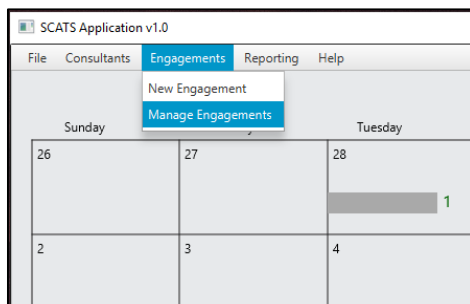 SCATS Application v1.0
File Consultants Engagements Reporting Help
New Engagement
Manage Engagements
Sunday Tuesday
26 27 28
1
2 3 4